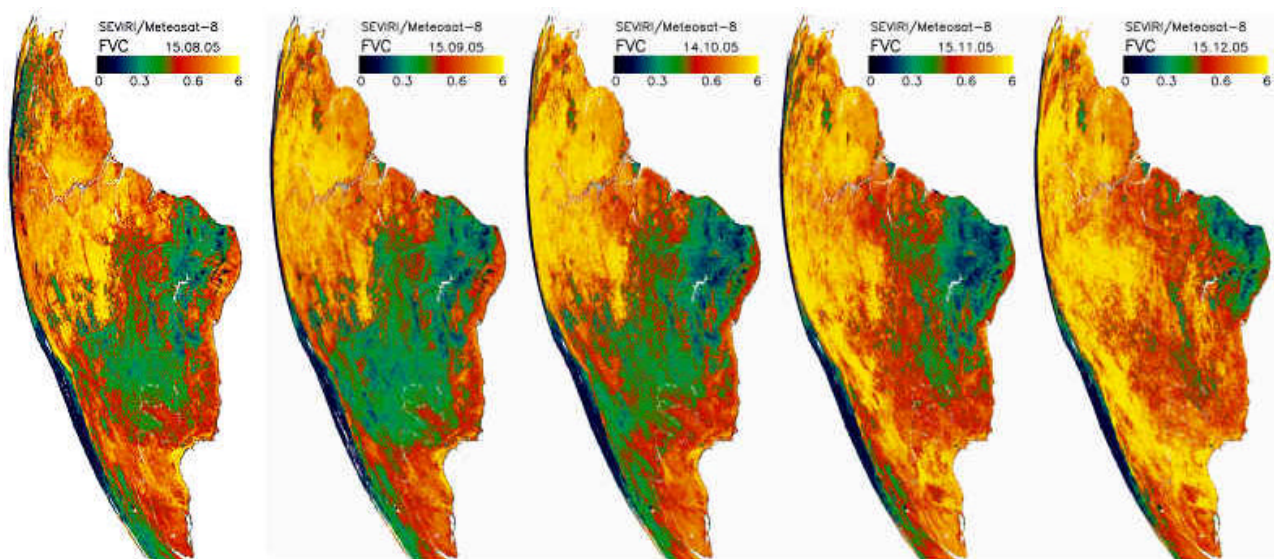 SEVIRI/Meteosat-8
FVC 15.08.05
0 0.3 0.6 6
SEVIRI/Meteosat-8
FVC 15.09.05
0 0.3 0.6 6
SEVIRI/Meteosat-8
FVC 14.10.05
0 0.3 0.6 6
SEVIRI/Meteosat-8
FVC 15.11.05
0 0.3 0.6 6
SEVIRI/Meteosat-8
FVC 15.12.05
0 0.3 0.6 6